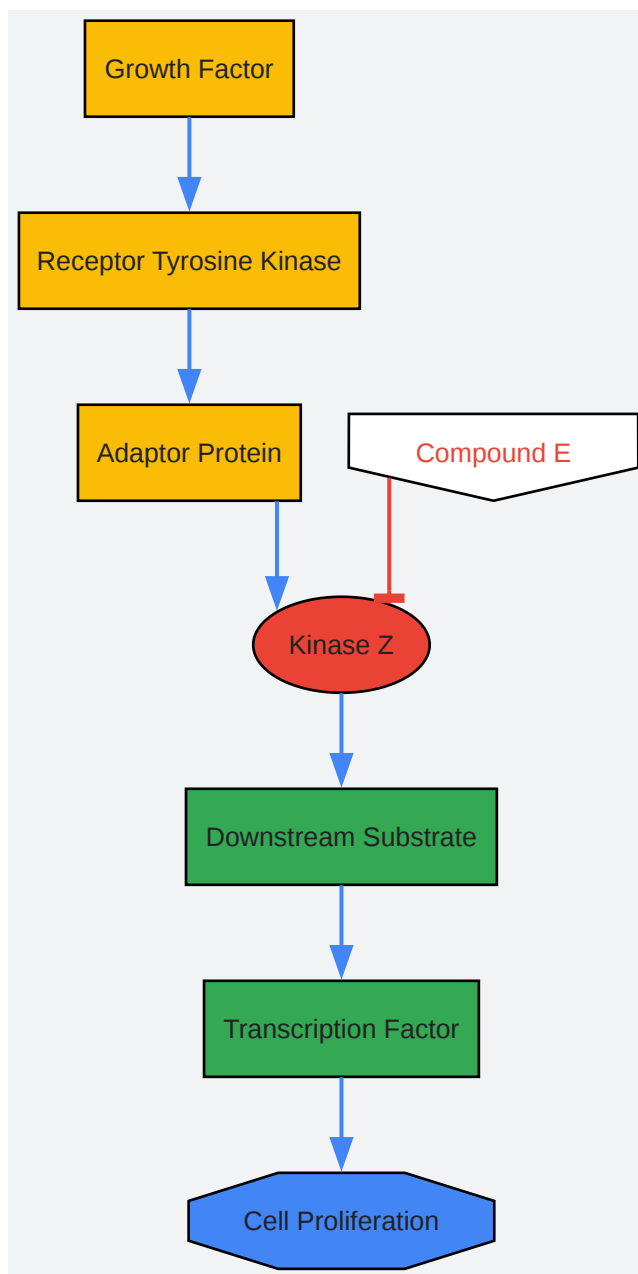 Growth Factor
Receptor Tyrosine Kinase
Adaptor Protein
Compound E
Kinase Z
Downstream Substrate
Transcription Factor
Cell Proliferation